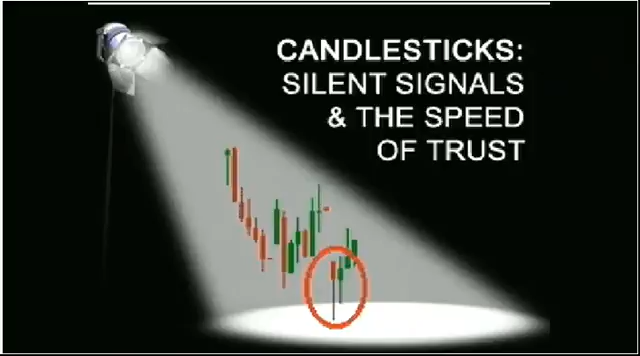 CANDLESTICKS:
SILENT SIGNALS
& THE SPEED
OF TRUST